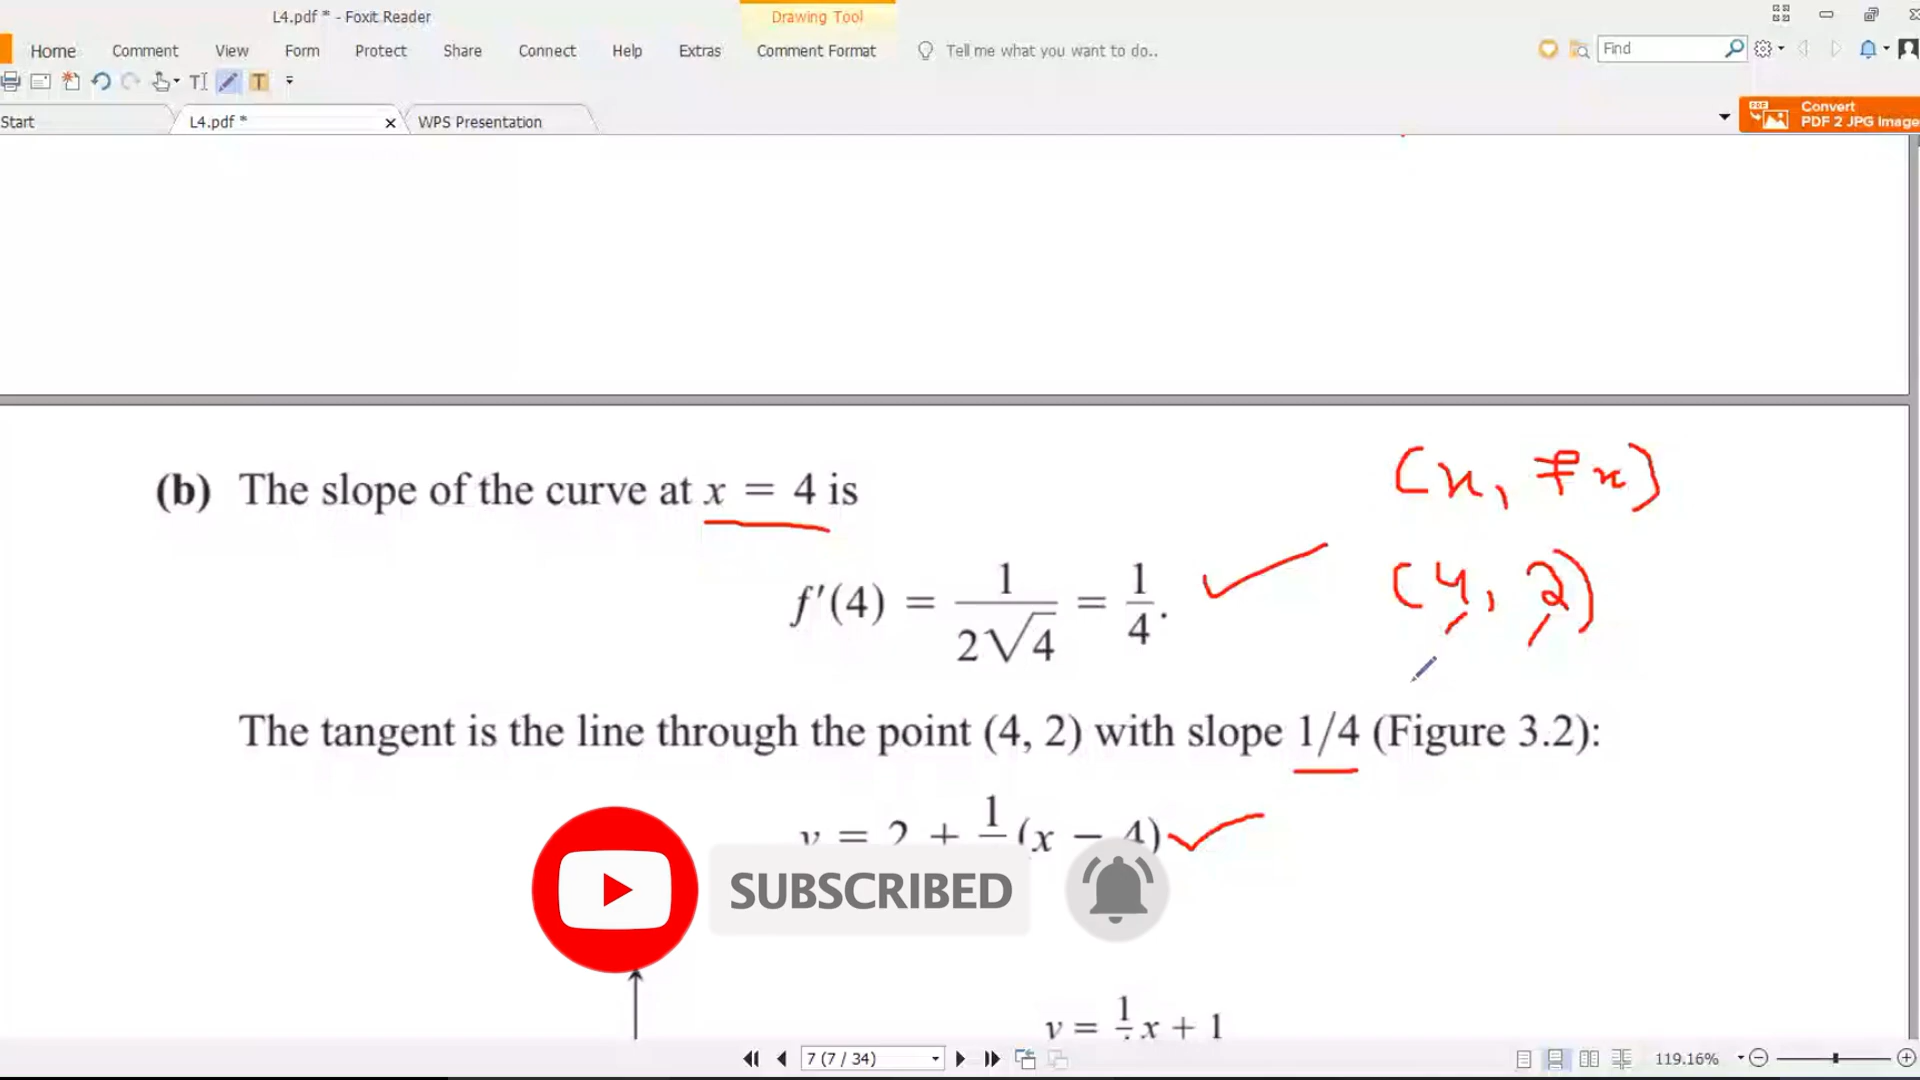 L4.pdf * - Foxit Reader
Drawing Tool
Home Comment View Form Protect Share Connect Help Extras Comment Format Tell me what you want to do..
Find
Start
L4.pdf *
WPS Presentation
Convert
PDF 2 JPG Image
(b) The slope of the curve at x = 4 is
(x, √x)
f′(4) = 1/(2√4) = 1/4.
(4, 2)
The tangent is the line through the point (4, 2) with slope 1/4 (Figure 3.2):
y = 2 + 1/ (x − 4)
SUBSCRIBED
y = 1/4 x + 1
7 (7 / 34)
119.16%